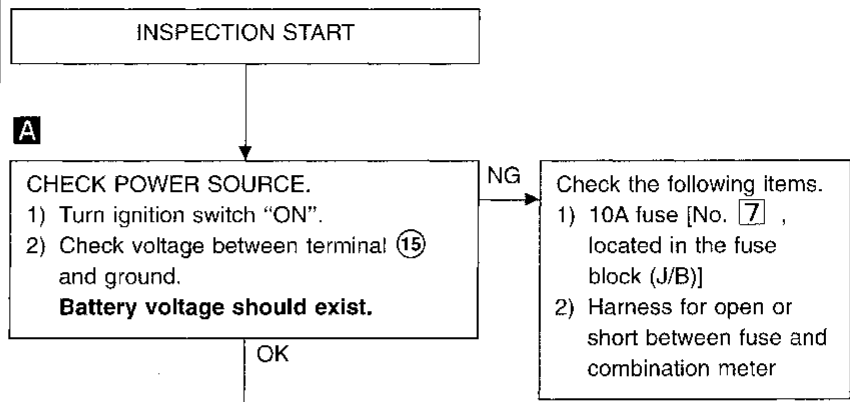 INSPECTION START
A
CHECK POWER SOURCE.
1) Turn ignition switch “ON”.
2) Check voltage between terminal ⑮
and ground.
Battery voltage should exist.
NG
Check the following items.
1) 10A fuse [No. 7 ,
located in the fuse
block (J/B)]
2) Harness for open or
short between fuse and
combination meter
OK